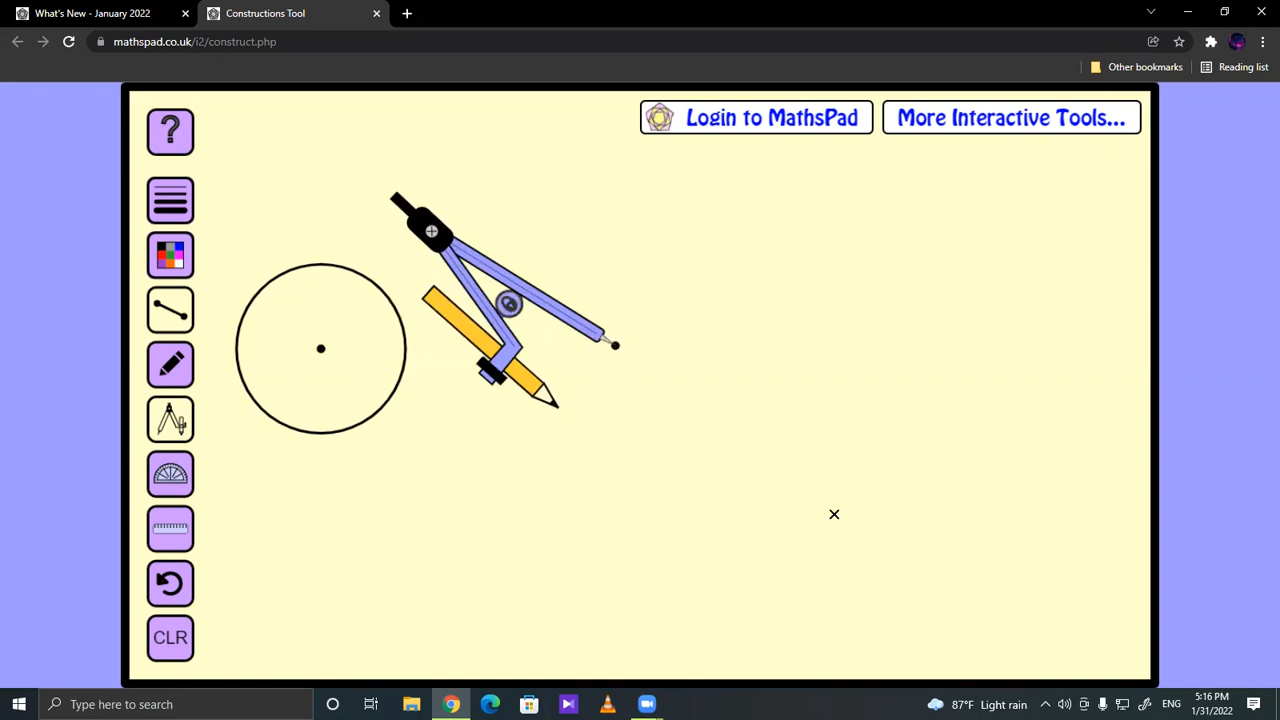 What's New - January 2022
Constructions Tool
mathspad.co.uk/i2/construct.php
Other bookmarks
Reading list
?
Login to MathsPad
More Interactive Tools...
CLR
Type here to search
87°F Light rain
ENG
5:16 PM
1/31/2022